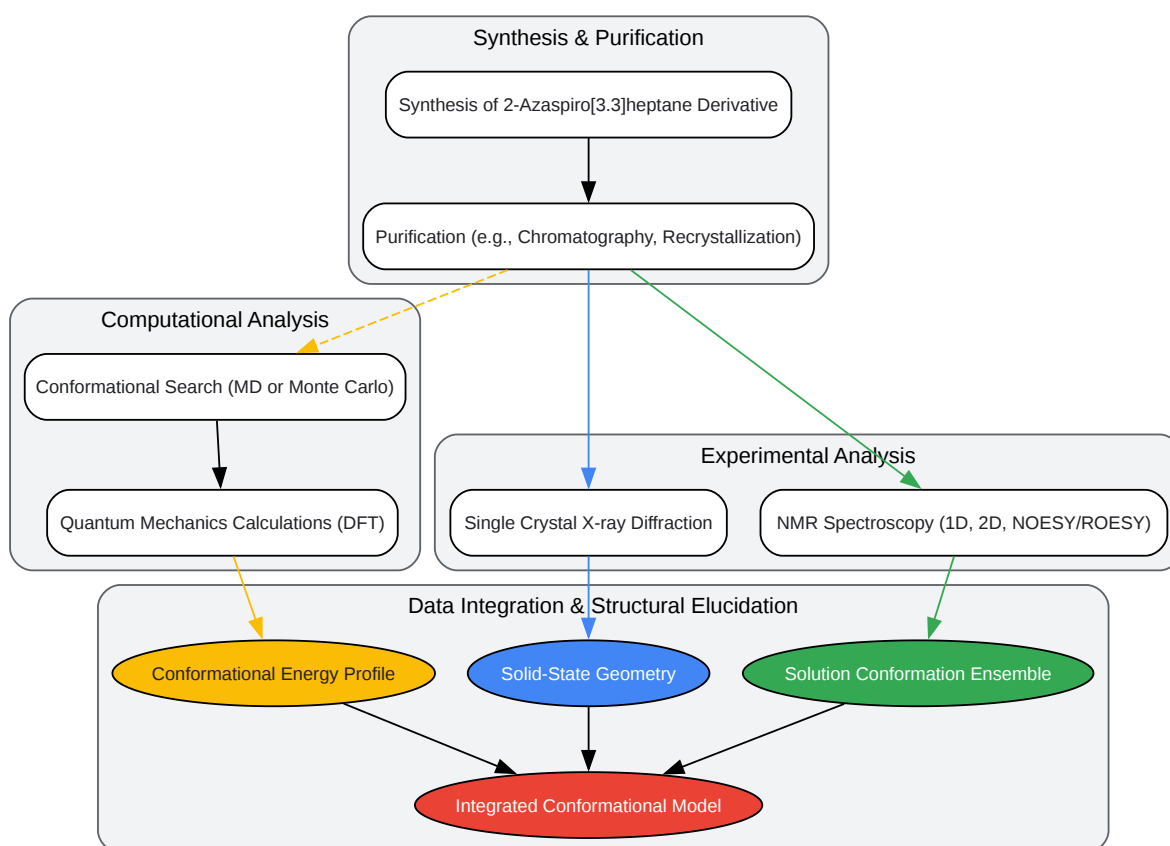 Synthesis & Purification
Synthesis of 2-Azaspiro[3.3]heptane Derivative
Purification (e.g., Chromatography, Recrystallization)
Computational Analysis
Conformational Search (MD or Monte Carlo)
Quantum Mechanics Calculations (DFT)
Experimental Analysis
Single Crystal X-ray Diffraction
NMR Spectroscopy (1D, 2D, NOESY/ROESY)
Data Integration & Structural Elucidation
Conformational Energy Profile
Solid-State Geometry
Solution Conformation Ensemble
Integrated Conformational Model